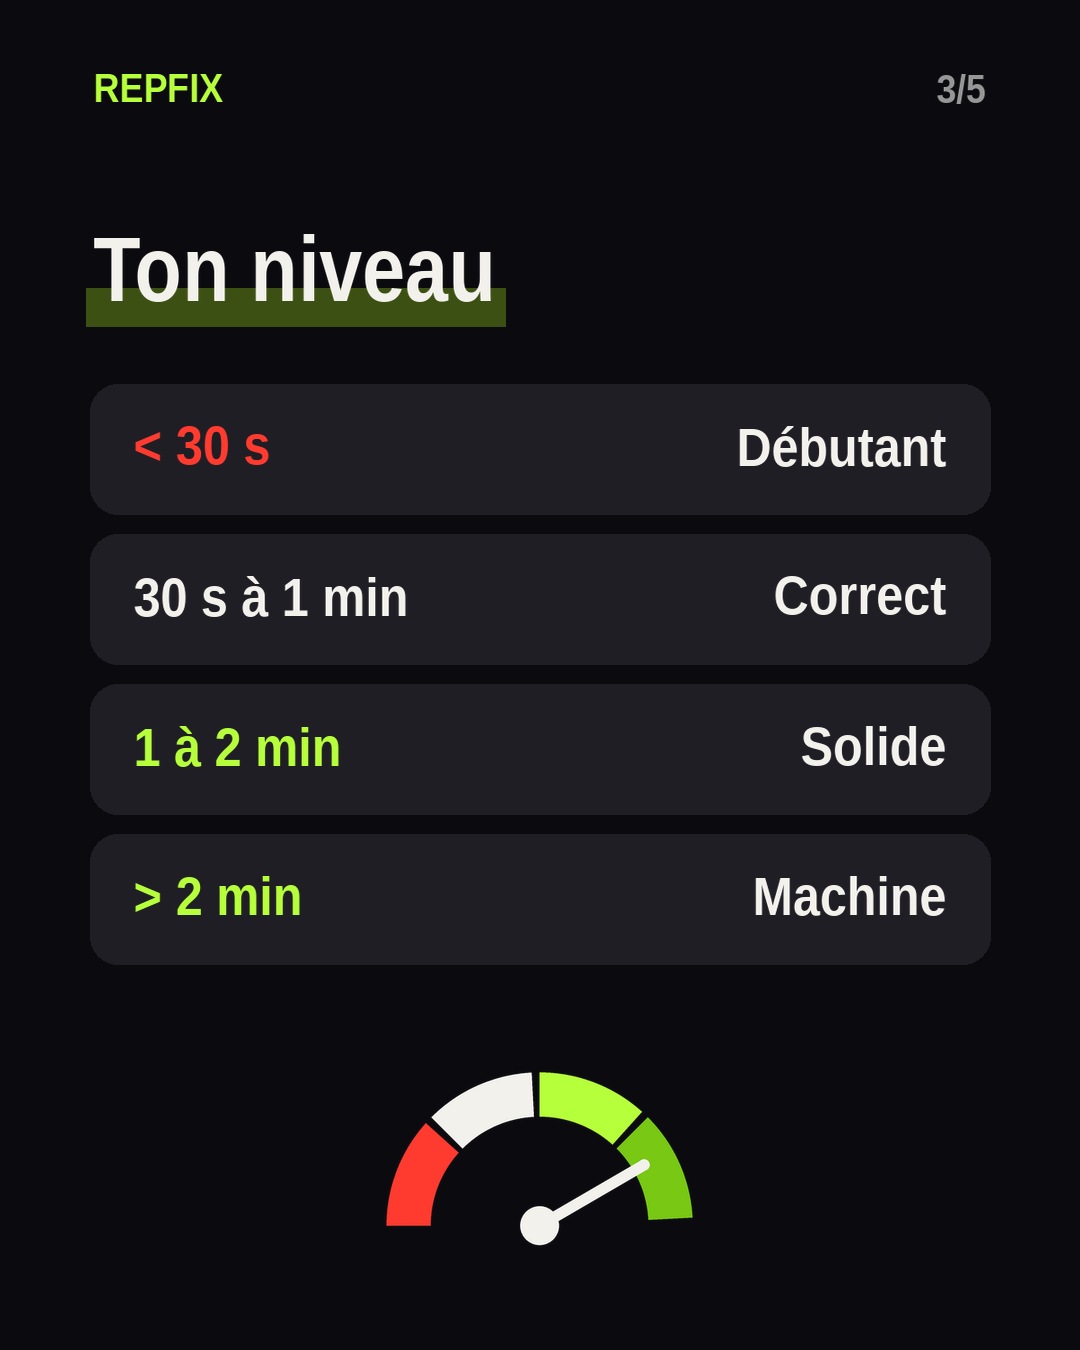 REPFIX
3/5
Ton niveau
< 30 s
Débutant
30 s à 1 min
Correct
1 à 2 min
Solide
> 2 min
Machine